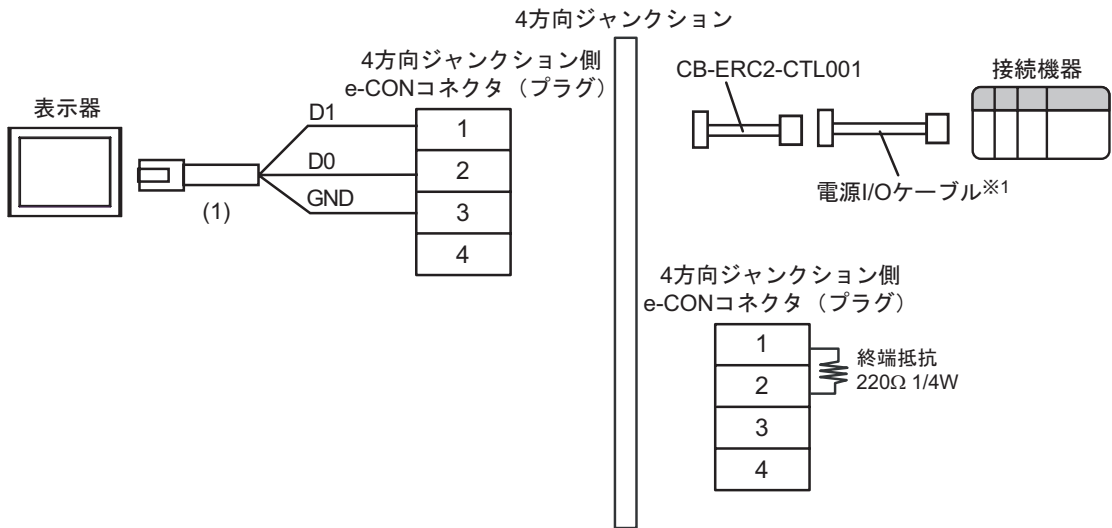 4方向ジャンクション
4方向ジャンクション側
e-CONコネクタ（プラグ）
表示器
D1
D0
GND
(1)
1
2
3
4
CB-ERC2-CTL001
接続機器
電源I/Oケーブル※1
4方向ジャンクション側
e-CONコネクタ（プラグ）
1
2
3
4
終端抵抗
220Ω 1/4W